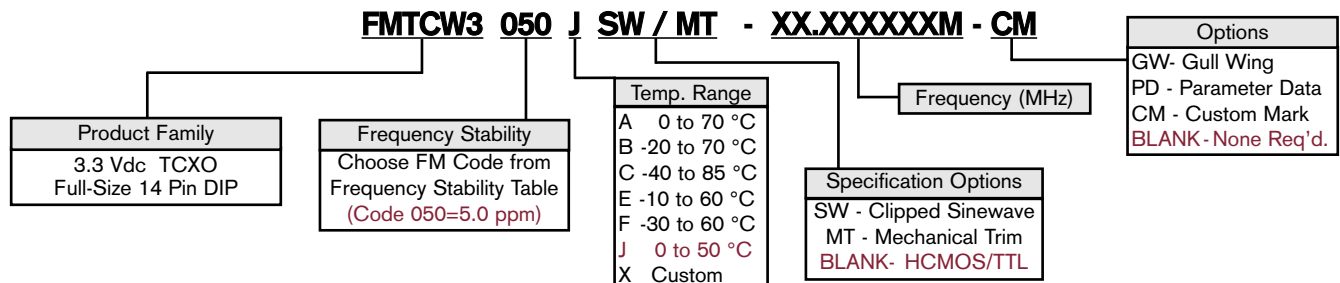 FMTCW3 050 J SW / MT - XX.XXXXXXM - CM
Product Family
3.3 Vdc TCXO
Full-Size 14 Pin DIP
Frequency Stability
Choose FM Code from
Frequency Stability Table
(Code 050=5.0 ppm)
Temp. Range
A 0 to 70 °C
B -20 to 70 °C
C -40 to 85 °C
E -10 to 60 °C
F -30 to 60 °C
J 0 to 50 °C
X Custom
Specification Options
SW - Clipped Sinewave
MT - Mechanical Trim
BLANK- HCMOS/TTL
Frequency (MHz)
Options
GW- Gull Wing
PD - Parameter Data
CM - Custom Mark
BLANK - None Req'd.